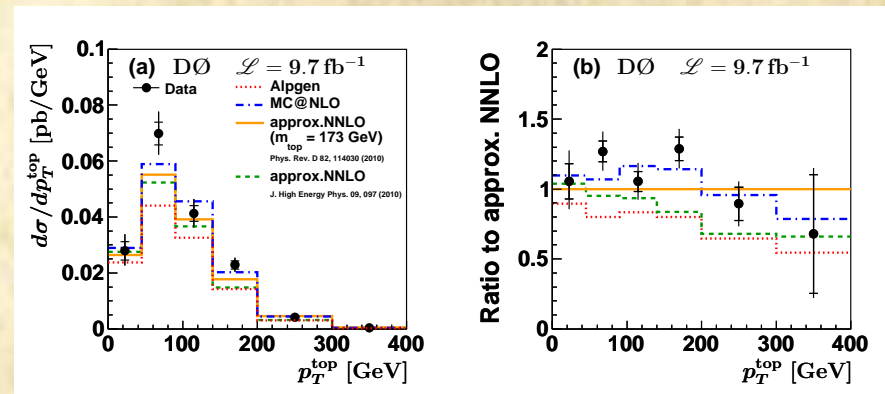 (a) DØ ℒ = 9.7 fb⁻¹
Data
Alpgen
MC@NLO
approx.NNLO
(m_top = 173 GeV)
Phys. Rev. D 82, 114030 (2010)
approx.NNLO
J. High Energy Phys. 09, 097 (2010)
dσ/dp_T^top [pb/GeV]
0.1
0.08
0.06
0.04
0.02
0
0 100 200 300 400
p_T^top [GeV]
(b) DØ ℒ = 9.7 fb⁻¹
Ratio to approx. NNLO
2
1.5
1
0.5
0
0 100 200 300 400
p_T^top [GeV]